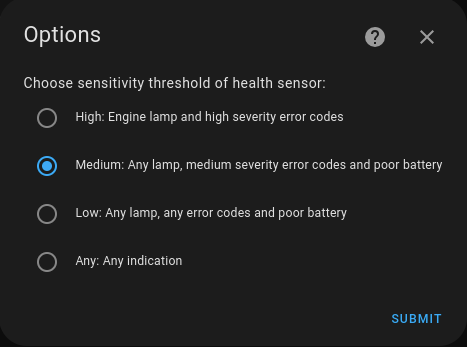 Options
?
Choose sensitivity threshold of health sensor:
High: Engine lamp and high severity error codes
Medium: Any lamp, medium severity error codes and poor battery
Low: Any lamp, any error codes and poor battery
Any: Any indication
SUBMIT